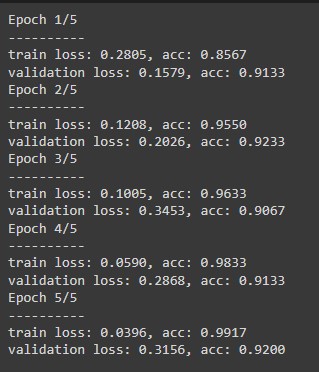 Epoch 1/5
----------
train loss: 0.2805, acc: 0.8567
validation loss: 0.1579, acc: 0.9133
Epoch 2/5
----------
train loss: 0.1208, acc: 0.9550
validation loss: 0.2026, acc: 0.9233
Epoch 3/5
----------
train loss: 0.1005, acc: 0.9633
validation loss: 0.3453, acc: 0.9067
Epoch 4/5
----------
train loss: 0.0590, acc: 0.9833
validation loss: 0.2868, acc: 0.9133
Epoch 5/5
----------
train loss: 0.0396, acc: 0.9917
validation loss: 0.3156, acc: 0.9200